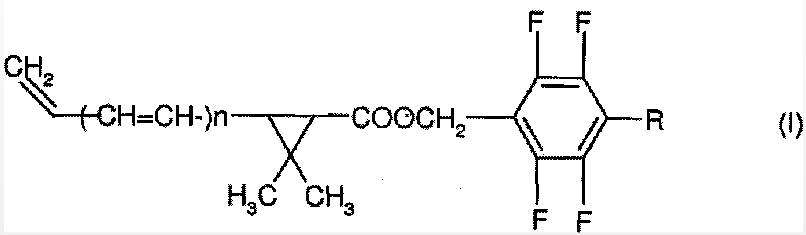 F F
CH2
(-CH=CH-)n COOCH2 R (I)
H3C CH3
F F